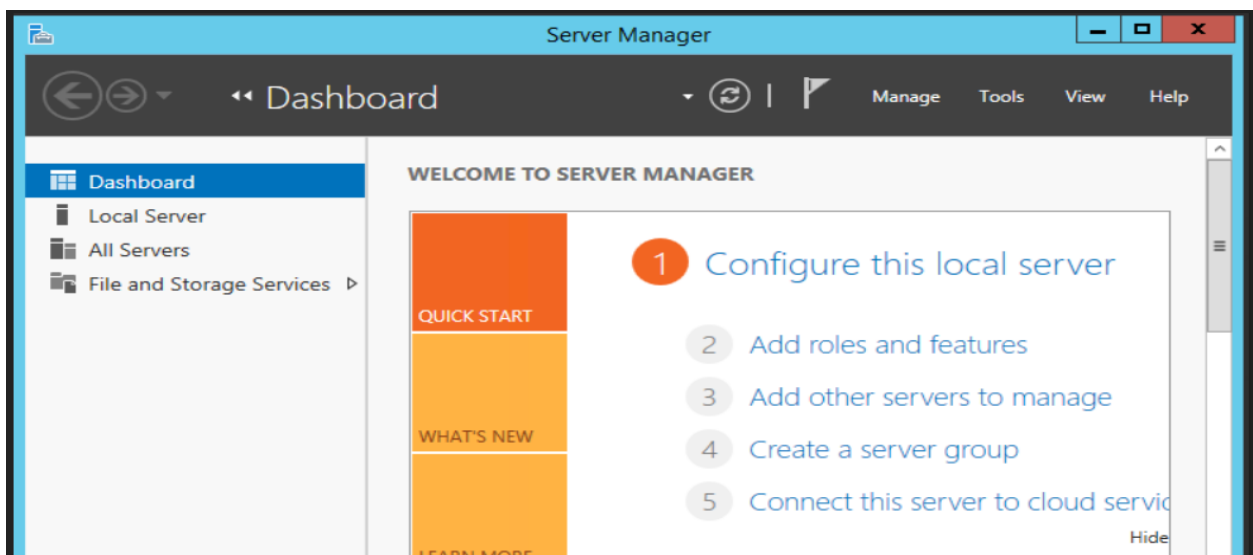 Server Manager
Dashboard
Manage Tools View Help
Dashboard
Local Server
All Servers
File and Storage Services
WELCOME TO SERVER MANAGER
QUICK START
WHAT'S NEW
LEARN MORE
1 Configure this local server
2 Add roles and features
3 Add other servers to manage
4 Create a server group
5 Connect this server to cloud servic
Hide